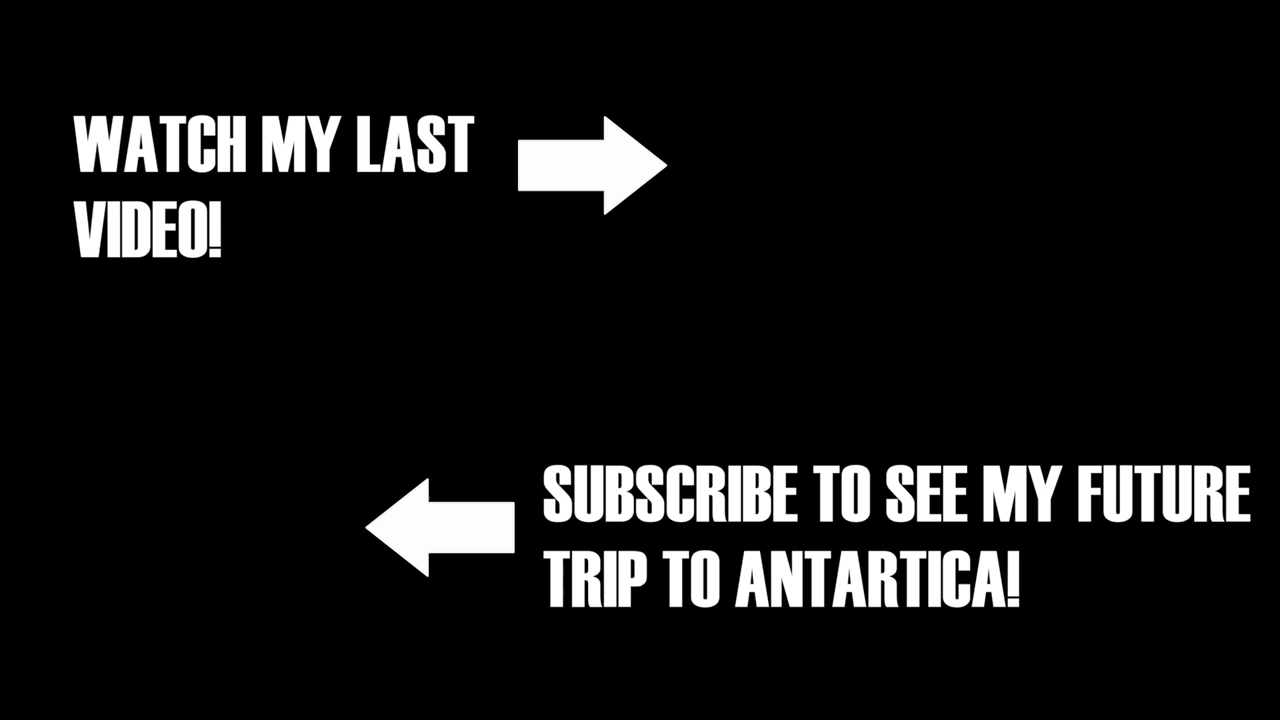 WATCH MY LAST
VIDEO!
SUBSCRIBE TO SEE MY FUTURE
TRIP TO ANTARTICA!